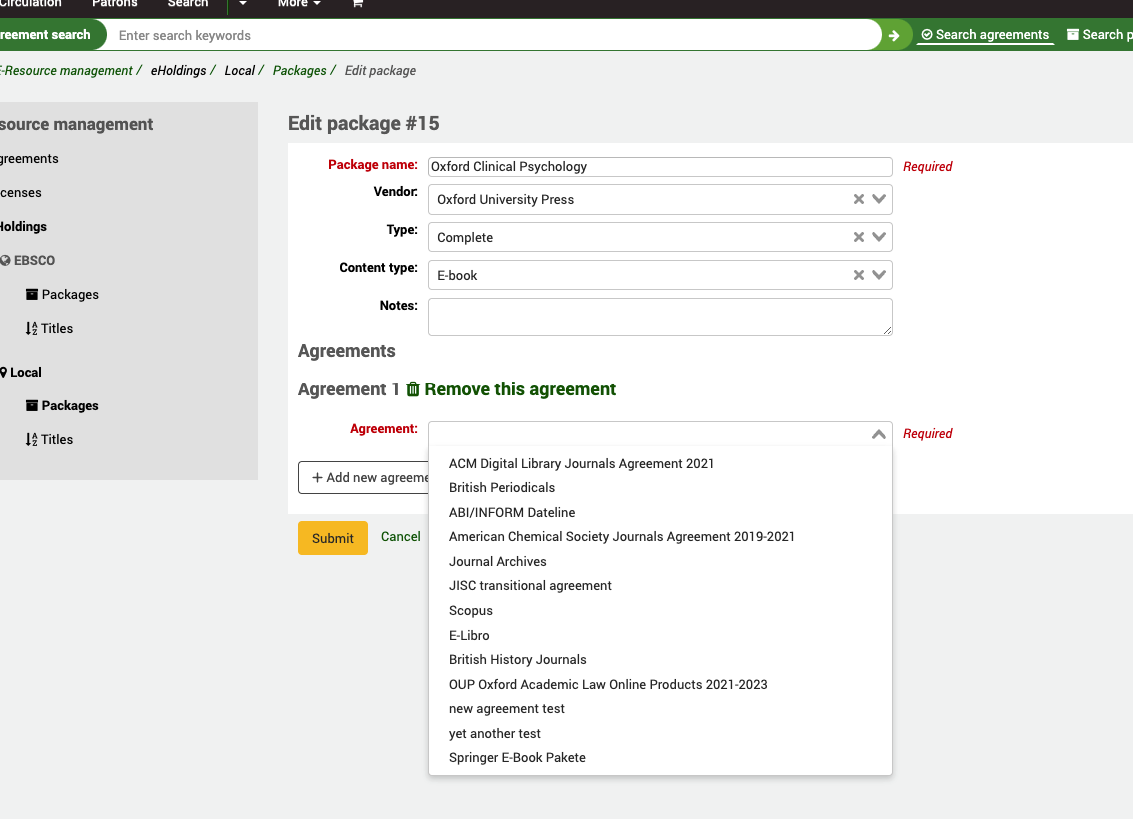 Circulation Patrons Search More
reement search Enter search keywords Search agreements Search p
E-Resource management / eHoldings / Local / Packages / Edit package
source management
greements
censes
Holdings
EBSCO
Packages
Titles
Local
Packages
Titles
Edit package #15
Package name: Oxford Clinical Psychology Required
Vendor: Oxford University Press
Type: Complete
Content type: E-book
Notes:
Agreements
Agreement 1 Remove this agreement
Agreement: Required
+ Add new agreeme
Submit Cancel
ACM Digital Library Journals Agreement 2021
British Periodicals
ABI/INFORM Dateline
American Chemical Society Journals Agreement 2019-2021
Journal Archives
JISC transitional agreement
Scopus
E-Libro
British History Journals
OUP Oxford Academic Law Online Products 2021-2023
new agreement test
yet another test
Springer E-Book Pakete